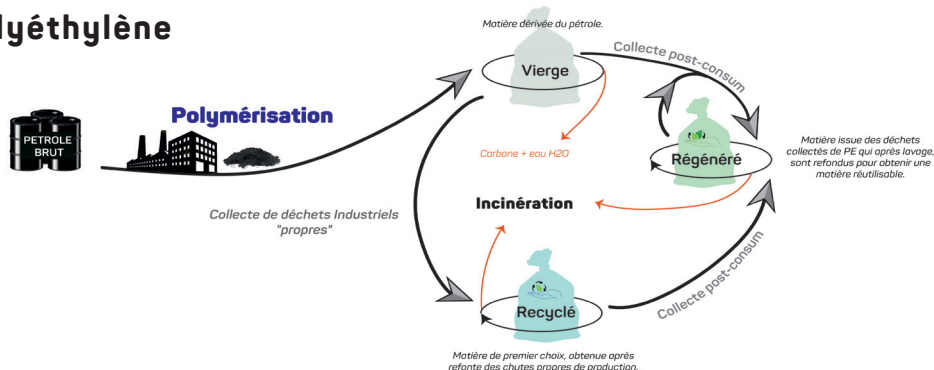 lyéthylène
Matière dérivée du pétrole.
Vierge
Collecte post-consum
Polymérisation
PETROLE
BRUT
Carbone + eau H2O
Régénéré
Matière issue des déchets
collectés de PE qui après lavage,
sont refondus pour obtenir une
matière réutilisable.
Collecte de déchets Industriels
"propres"
Incinération
Recyclé
Collecte post-consum
Matière de premier choix, obtenue après
refonte des chutes propres de production.